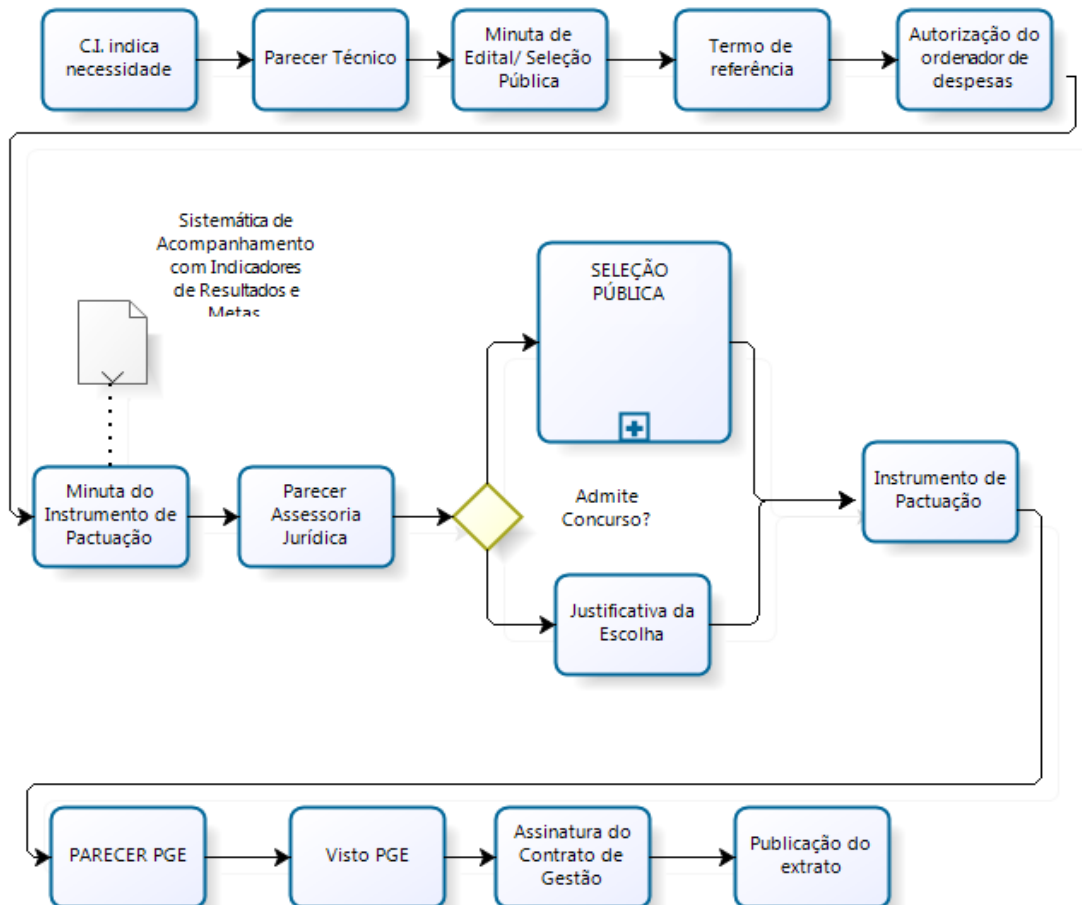 C.I. indica
necessidade
Parecer Técnico
Minuta de
Edital/ Seleção
Pública
Termo de
referência
Autorização do
ordenador de
despesas
Sistemática de
Acompanhamento
com Indicadores
de Resultados e
Metas
SELEÇÃO
PÚBLICA
Minuta do
Instrumento de
Pactuação
Parecer
Assessoria
Jurídica
Admite
Concurso?
Justificativa da
Escolha
Instrumento de
Pactuação
PARECER PGE
Visto PGE
Assinatura do
Contrato de
Gestão
Publicação do
extrato